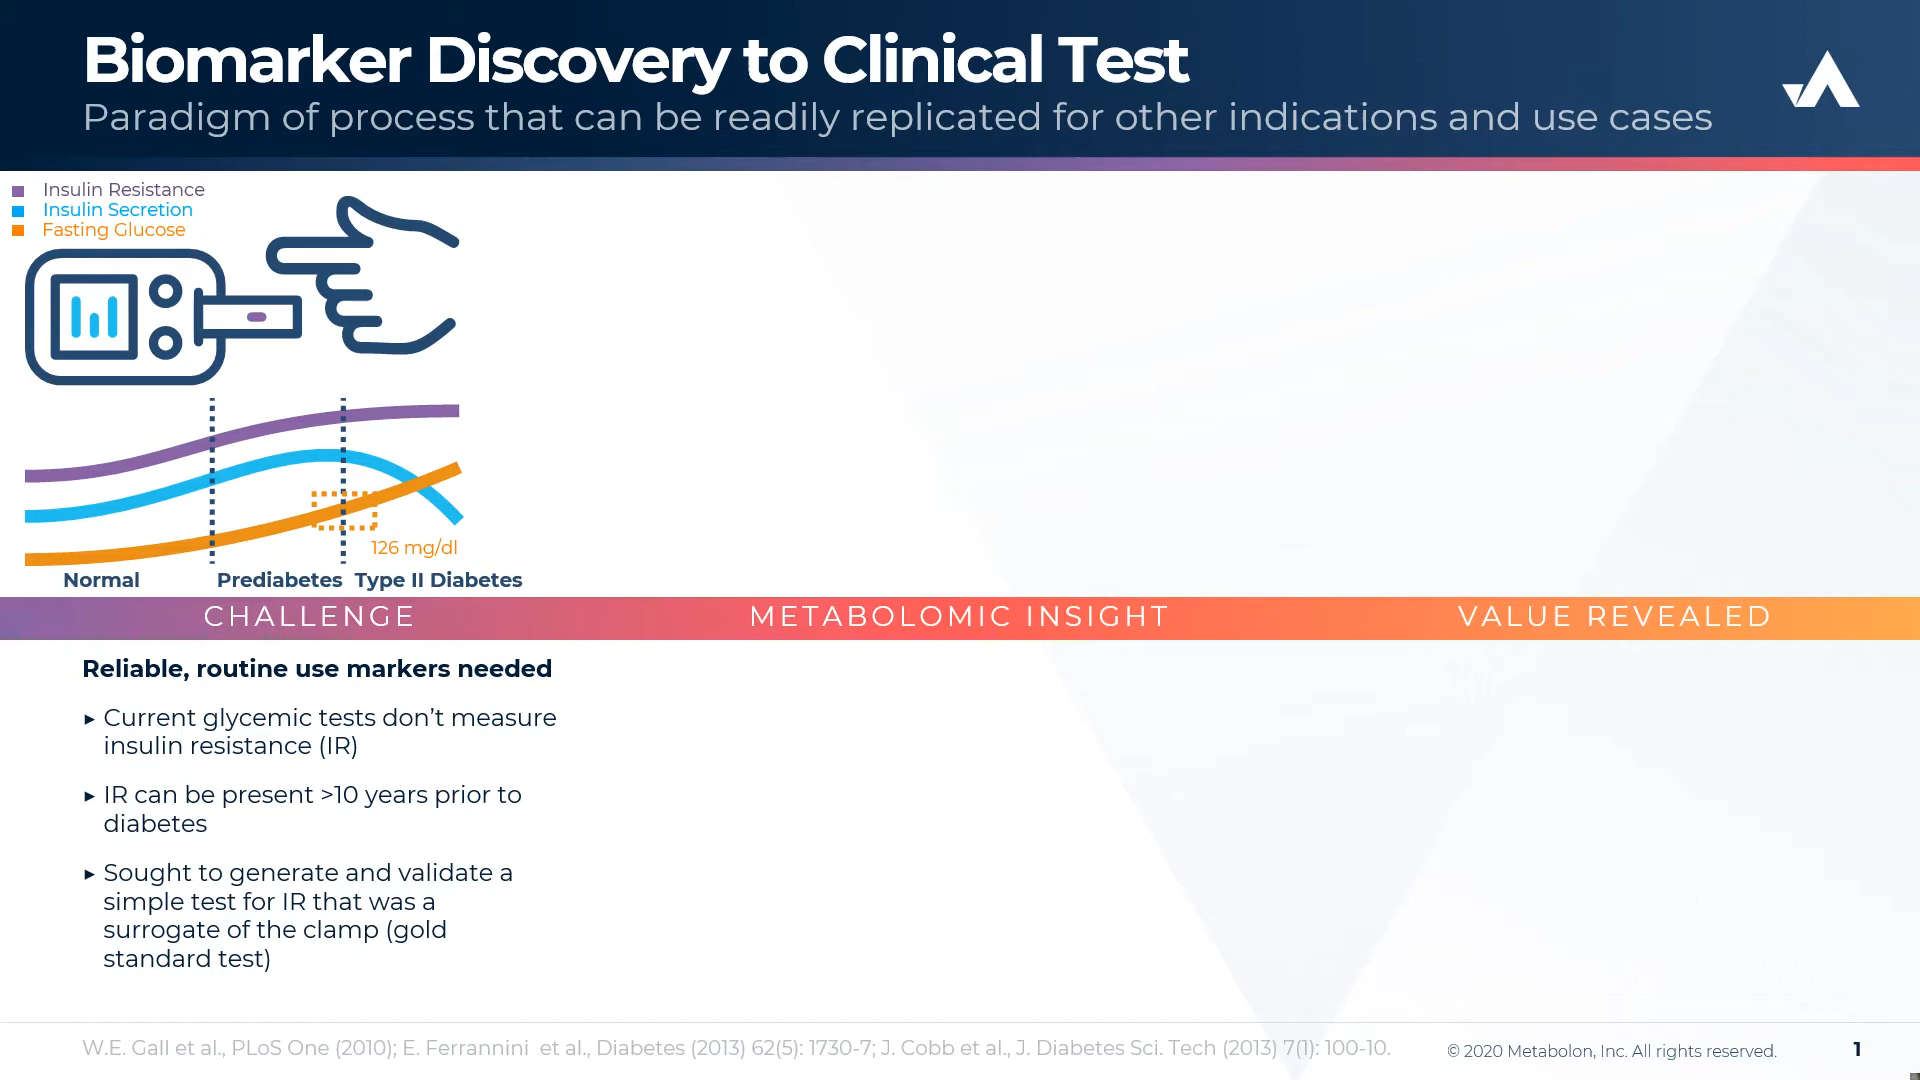 Biomarker Discovery to Clinical Test
Paradigm of process that can be readily replicated for other indications and use cases
Insulin Resistance
Insulin Secretion
Fasting Glucose
126 mg/dl
Normal
Prediabetes
Type II Diabetes
CHALLENGE
METABOLOMIC INSIGHT
VALUE REVEALED
Reliable, routine use markers needed
▸ Current glycemic tests don’t measure
insulin resistance (IR)
▸ IR can be present >10 years prior to
diabetes
▸ Sought to generate and validate a
simple test for IR that was a
surrogate of the clamp (gold
standard test)
W.E. Gall et al., PLoS One (2010); E. Ferrannini et al., Diabetes (2013) 62(5): 1730-7; J. Cobb et al., J. Diabetes Sci. Tech (2013) 7(1): 100-10.
© 2020 Metabolon, Inc. All rights reserved.
1